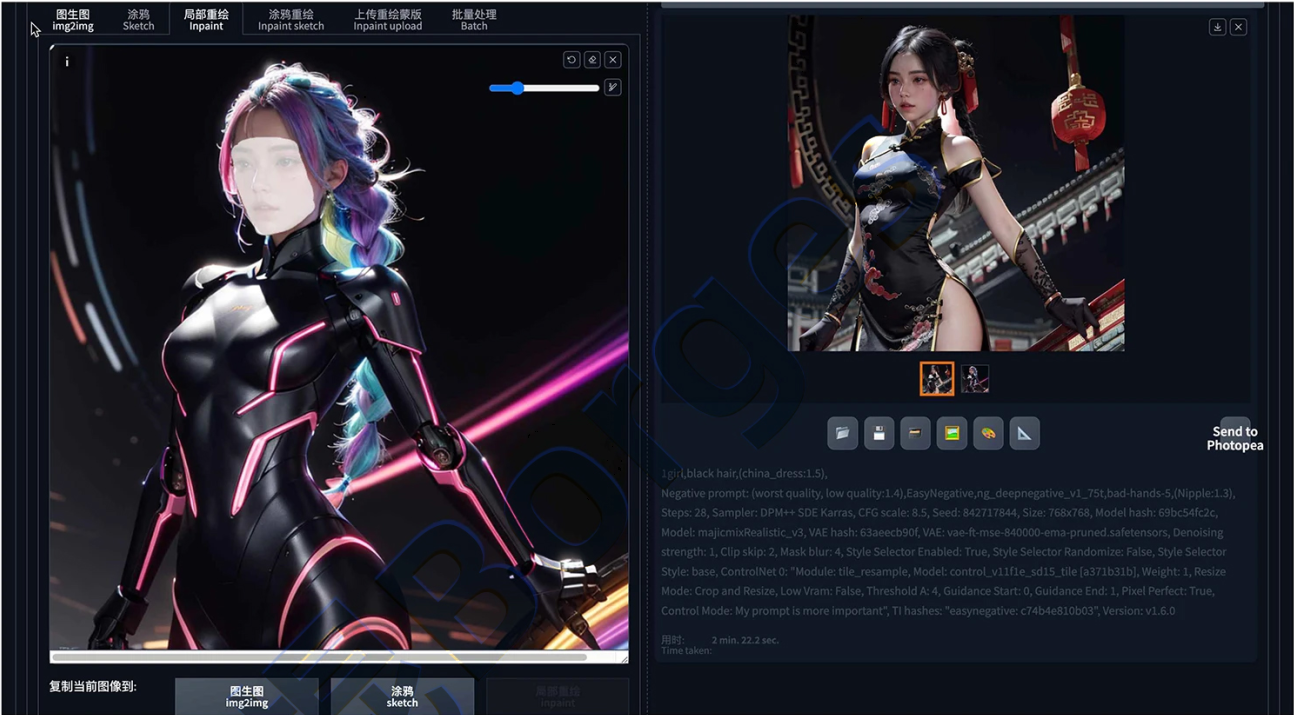 图生图
img2img
涂鸦
Sketch
局部重绘
Inpaint
涂鸦重绘
Inpaint sketch
上传重绘蒙版
Inpaint upload
批量处理
Batch
i
Send to
Photopea
1girl,black hair,(china_dress:1.5),
Negative prompt: (worst quality, low quality:1.4),EasyNegative,ng_deepnegative_v1_75t,bad-hands-5,(Nipple:1.3),
Steps: 28, Sampler: DPM++ SDE Karras, CFG scale: 8.5, Seed: 842717844, Size: 768x768, Model hash: 69bc54fc2c,
Model: majicmixRealistic_v3, VAE hash: 63aeecb90f, VAE: vae-ft-mse-840000-ema-pruned.safetensors, Denoising
strength: 1, Clip skip: 2, Mask blur: 4, Style Selector Enabled: True, Style Selector Randomize: False, Style Selector
Style: base, ControlNet 0: "Module: tile_resample, Model: control_v11f1e_sd15_tile [a371b31b], Weight: 1, Resize
Mode: Crop and Resize, Low Vram: False, Threshold A: 4, Guidance Start: 0, Guidance End: 1, Pixel Perfect: True,
Control Mode: My prompt is more important", TI hashes: "easynegative: c74b4e810b03", Version: v1.6.0
用时: 2 min. 22.2 sec.
Time taken:
复制当前图像到:
图生图
img2img
涂鸦
sketch
局部重绘
Inpaint